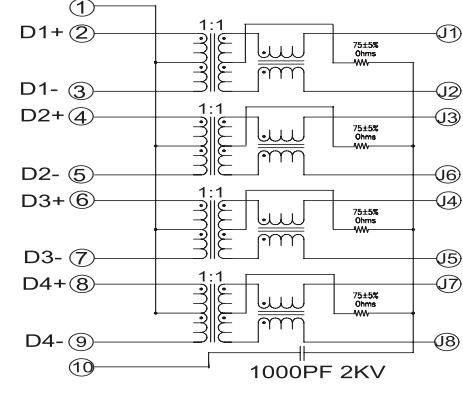 1
1:1
D1+ 2 J1
75±5%
Ohms
D1- 3 J2
1:1
D2+ 4 J3
75±5%
Ohms
D2- 5 J6
1:1
D3+ 6 J4
75±5%
Ohms
D3- 7 J5
1:1
D4+ 8 J7
75±5%
Ohms
D4- 9 J8
10
1000PF 2KV